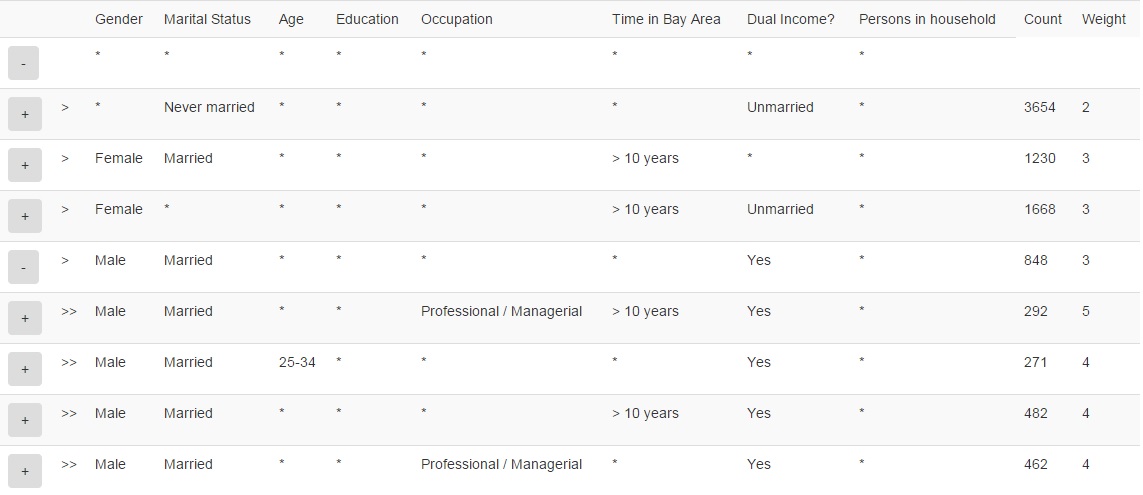 Gender Marital Status Age Education Occupation Time in Bay Area Dual Income? Persons in household Count Weight
- * * * * * * * *
+ > * Never married * * * * Unmarried * 3654 2
+ > Female Married * * * > 10 years * * 1230 3
+ > Female * * * * > 10 years Unmarried * 1668 3
- > Male Married * * * * Yes * 848 3
+ >> Male Married * * Professional / Managerial > 10 years Yes * 292 5
+ >> Male Married 25-34 * * * Yes * 271 4
+ >> Male Married * * * > 10 years Yes * 482 4
+ >> Male Married * * Professional / Managerial * Yes * 462 4